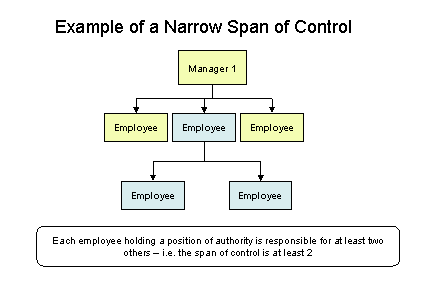 Example of a Narrow Span of Control
Manager 1
Employee Employee Employee
Employee Employee
Each employee holding a position of authority is responsible for at least two
others – i.e. the span of control is at least 2